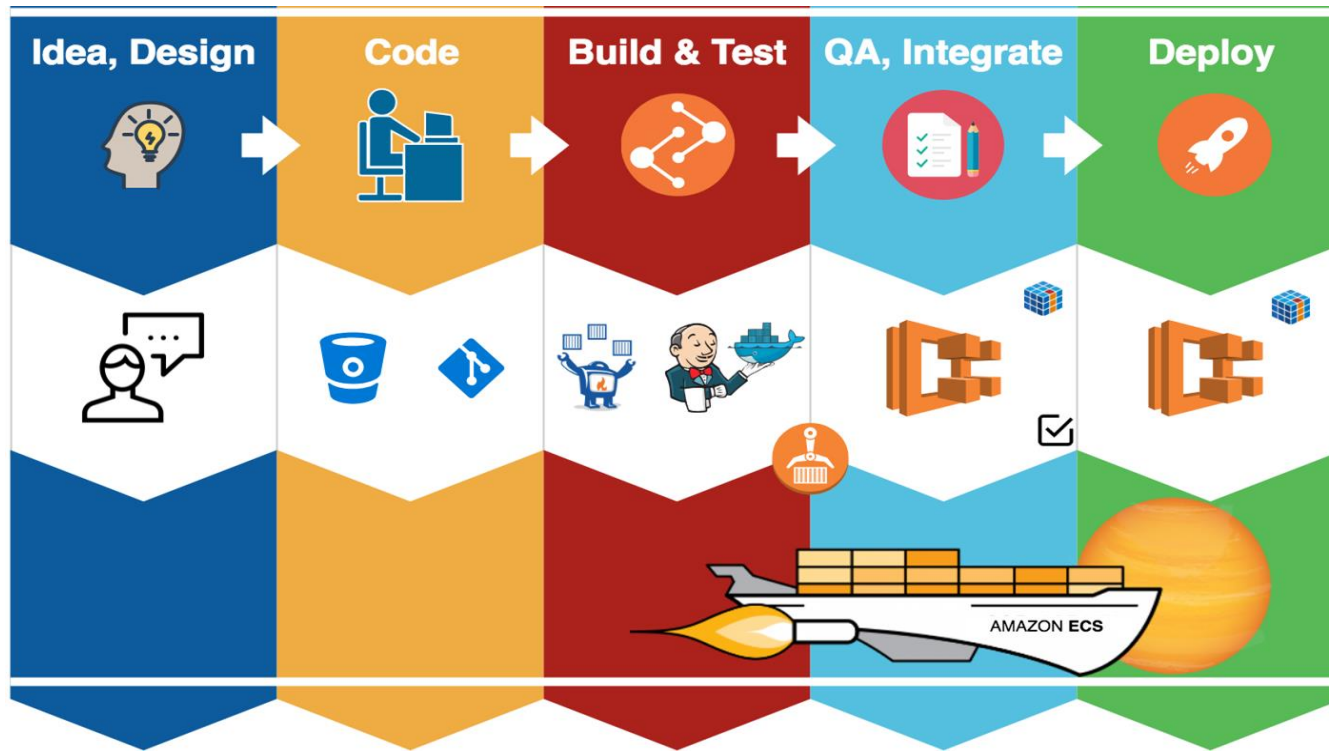 Idea, Design
Code
Build & Test
QA, Integrate
Deploy
AMAZON ECS